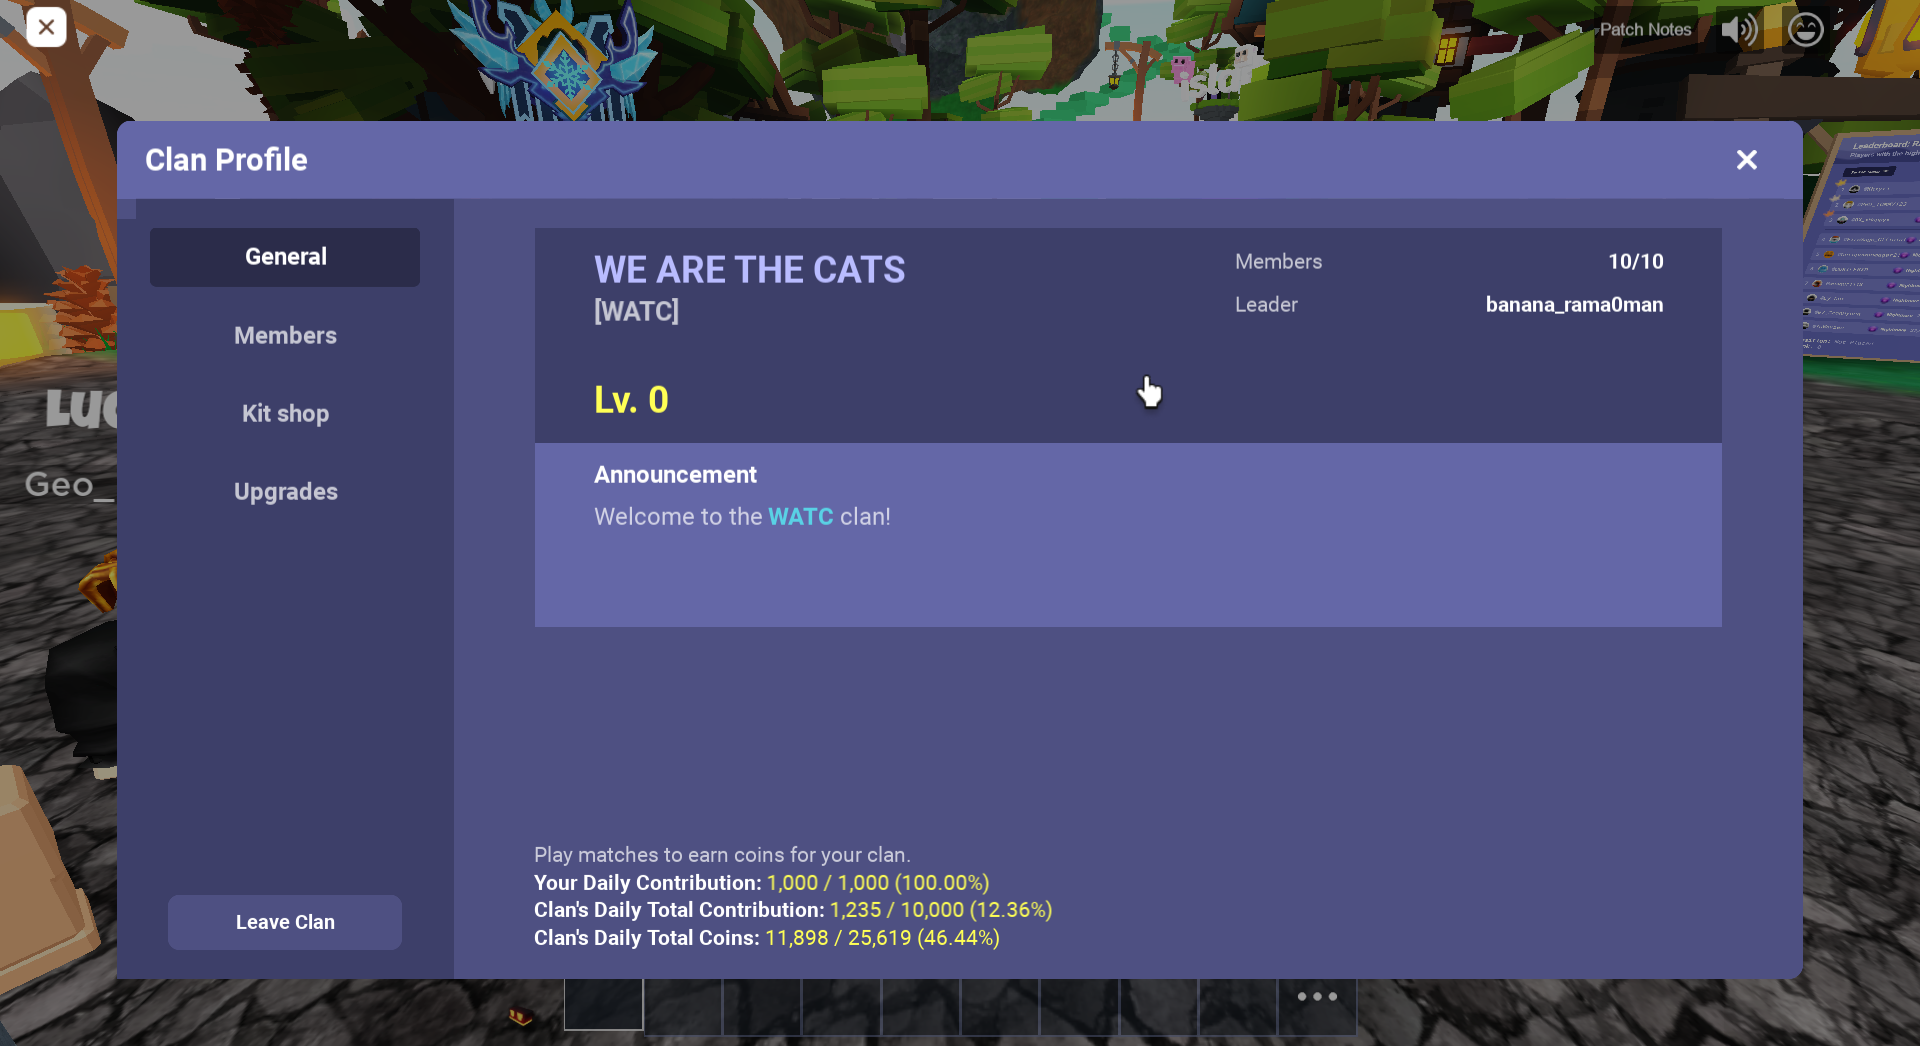 Patch Notes
Clan Profile
General
Members
Kit shop
Upgrades
Leave Clan
WE ARE THE CATS
[WATC]
Lv. 0
Members 10/10
Leader banana_rama0man
Announcement
Welcome to the WATC clan!
Play matches to earn coins for your clan.
Your Daily Contribution: 1,000 / 1,000 (100.00%)
Clan's Daily Total Contribution: 1,235 / 10,000 (12.36%)
Clan's Daily Total Coins: 11,898 / 25,619 (46.44%)
Geo_
Leaderboard: